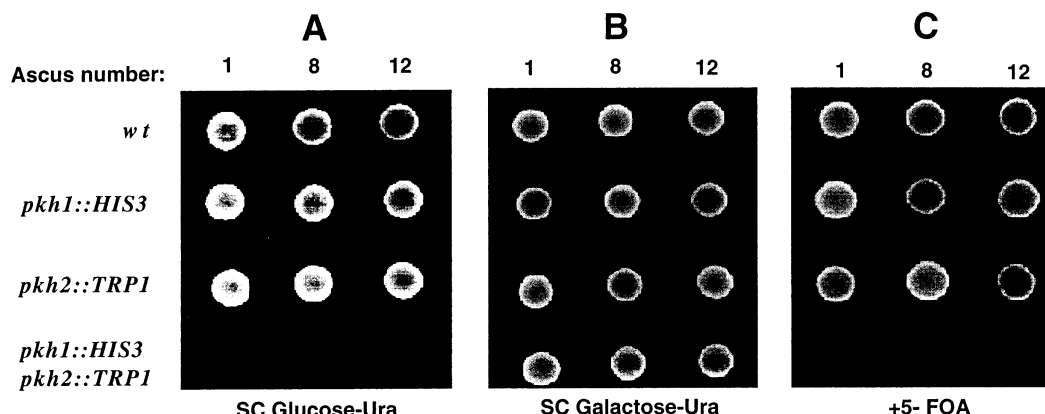 A B C
Ascus number: 1 8 12 1 8 12 1 8 12
wt
pkh1::HIS3
pkh2::TRP1
pkh1::HIS3
pkh2::TRP1
SC Glucose-Ura SC Galactose-Ura +5- FOA